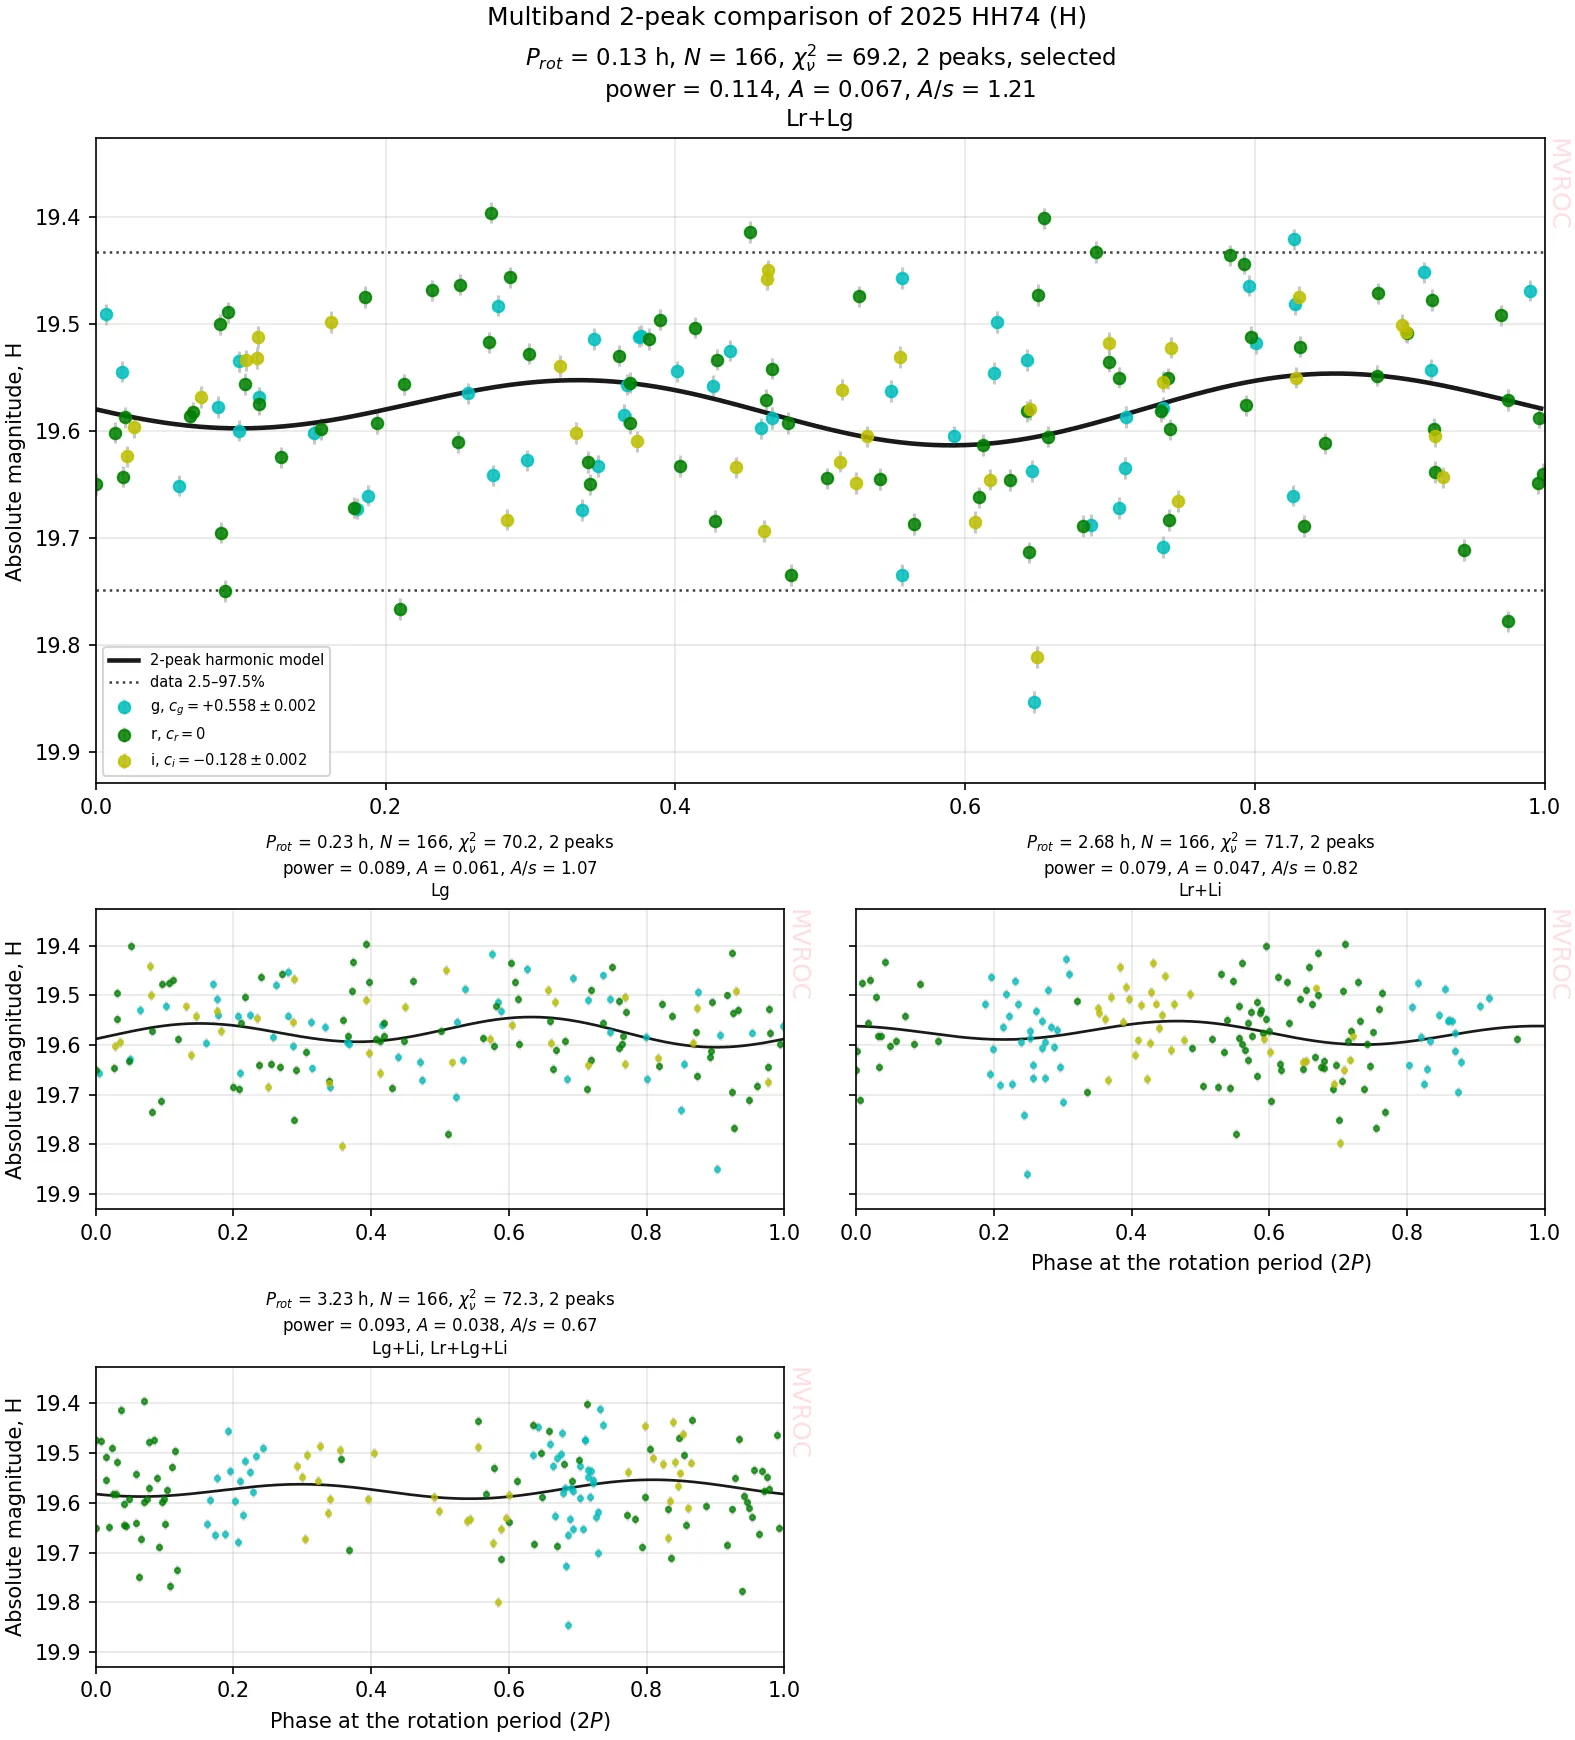 Multiband 2-peak comparison of 2025 HH74 (H)
P_rot = 0.13 h, N = 166, χ²_ν = 69.2, 2 peaks, selected
power = 0.114, A = 0.067, A/s = 1.21
Lr+Lg
MVROC
Absolute magnitude, H
19.4
19.5
19.6
19.7
19.8
19.9
2-peak harmonic model
data 2.5–97.5%
g, c_g = +0.558 ± 0.002
r, c_r = 0
i, c_i = −0.128 ± 0.002
0.0 0.2 0.4 0.6 0.8 1.0
P_rot = 0.23 h, N = 166, χ²_ν = 70.2, 2 peaks
power = 0.089, A = 0.061, A/s = 1.07
Lg
MVROC
Absolute magnitude, H
19.4
19.5
19.6
19.7
19.8
19.9
0.0 0.2 0.4 0.6 0.8 1.0
P_rot = 2.68 h, N = 166, χ²_ν = 71.7, 2 peaks
power = 0.079, A = 0.047, A/s = 0.82
Lr+Li
MVROC
0.0 0.2 0.4 0.6 0.8 1.0
Phase at the rotation period (2P)
P_rot = 3.23 h, N = 166, χ²_ν = 72.3, 2 peaks
power = 0.093, A = 0.038, A/s = 0.67
Lg+Li, Lr+Lg+Li
MVROC
Absolute magnitude, H
19.4
19.5
19.6
19.7
19.8
19.9
0.0 0.2 0.4 0.6 0.8 1.0
Phase at the rotation period (2P)